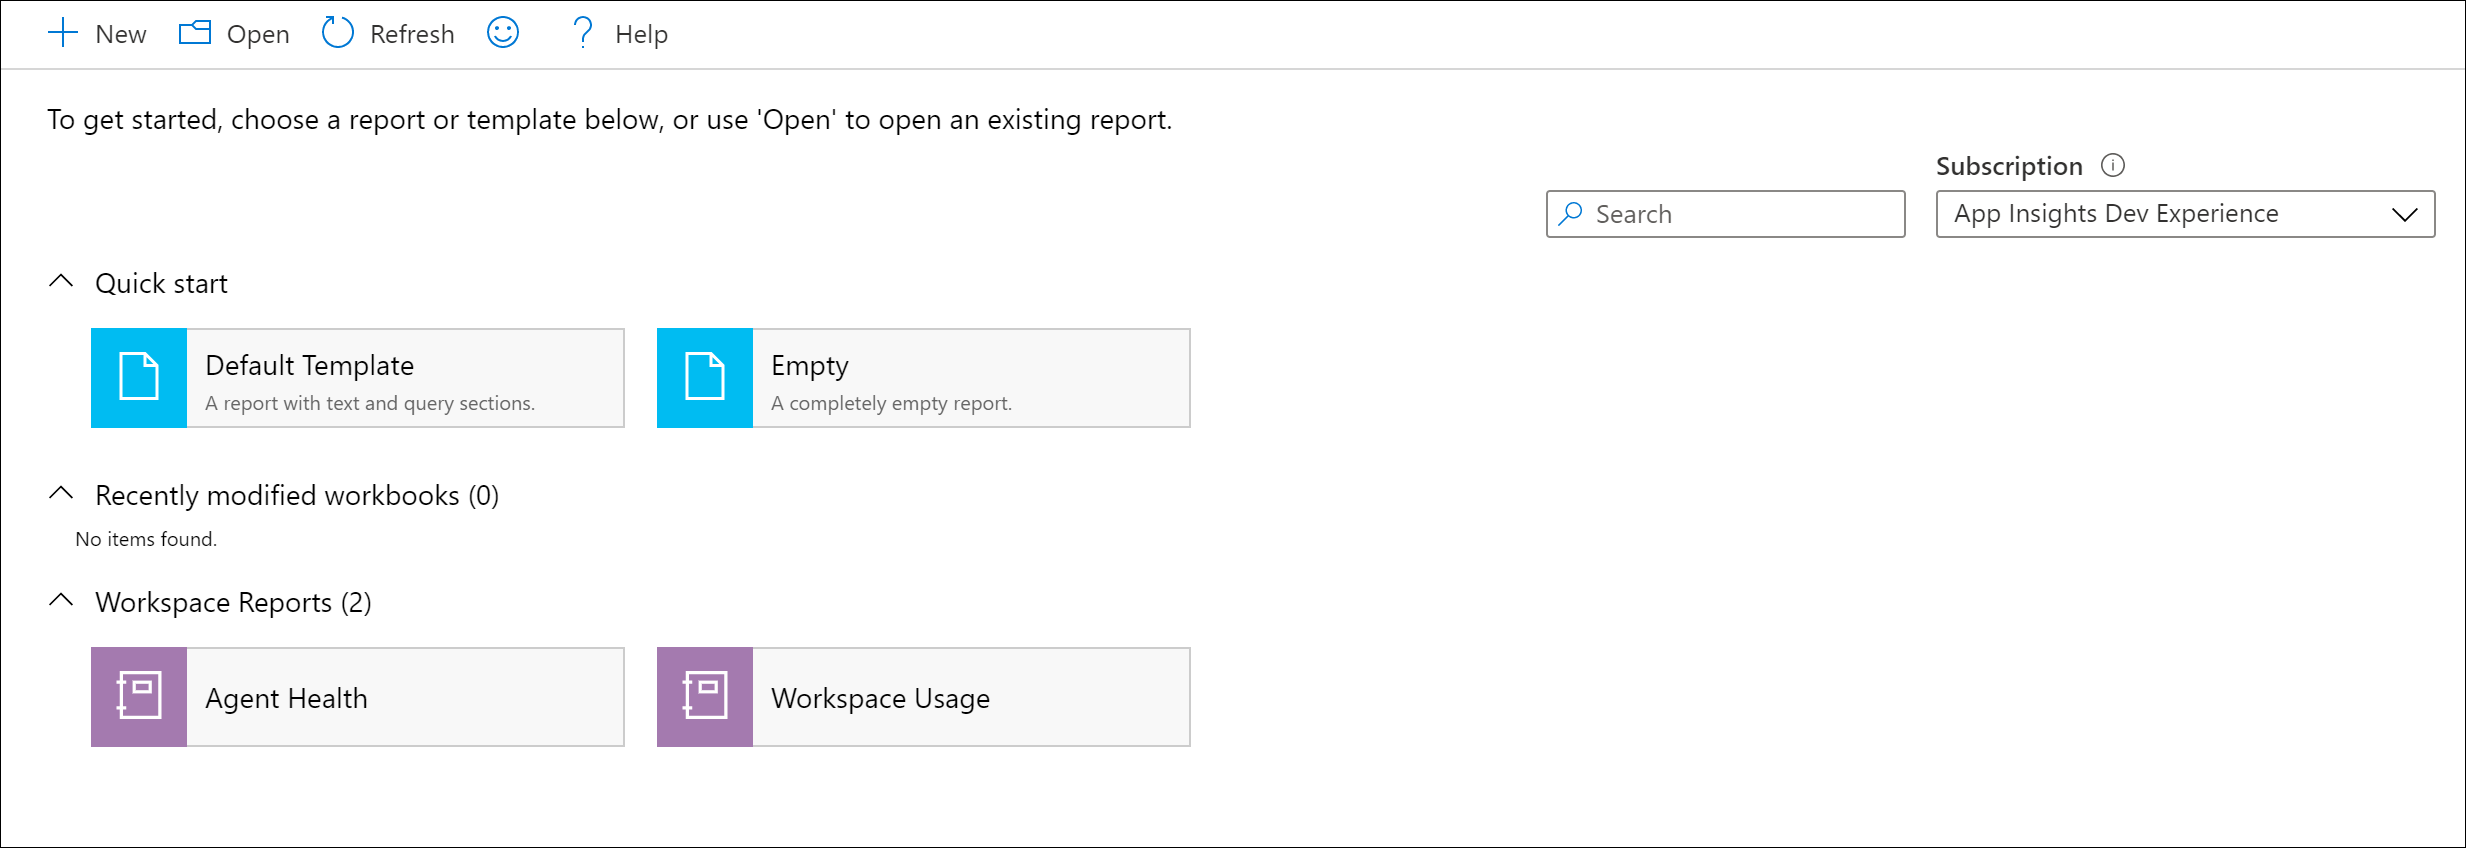 New Open Refresh Help
To get started, choose a report or template below, or use 'Open' to open an existing report.
Subscription
Search
App Insights Dev Experience
Quick start
Default Template
A report with text and query sections.
Empty
A completely empty report.
Recently modified workbooks (0)
No items found.
Workspace Reports (2)
Agent Health
Workspace Usage